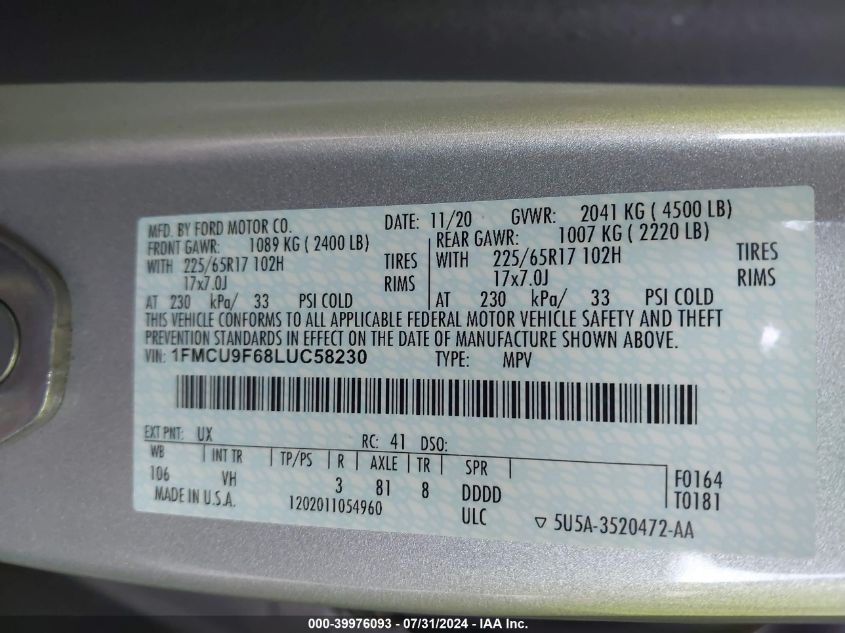 MFD. BY FORD MOTOR CO. DATE: 11/20 GVWR: 2041 KG ( 4500 LB)
FRONT GAWR: 1089 KG ( 2400 LB) REAR GAWR: 1007 KG ( 2220 LB)
WITH 225/65R17 102H TIRES WITH 225/65R17 102H TIRES
17x7.0J RIMS 17x7.0J RIMS
AT 230 kPa/ 33 PSI COLD AT 230 kPa/ 33 PSI COLD
THIS VEHICLE CONFORMS TO ALL APPLICABLE FEDERAL MOTOR VEHICLE SAFETY AND THEFT
PREVENTION STANDARDS IN EFFECT ON THE DATE OF MANUFACTURE SHOWN ABOVE.
VIN: 1FMCU9F68LUC58230 TYPE: MPV
EXT PNT: UX RC: 41 DSO:
WB INT TR TP/PS R AXLE TR SPR
106 VH 3 81 8 DDDD F0164
MADE IN U.S.A. 1202011054960 ULC T0181
5U5A-3520472-AA
000-39976093 - 07/31/2024 - IAA Inc.